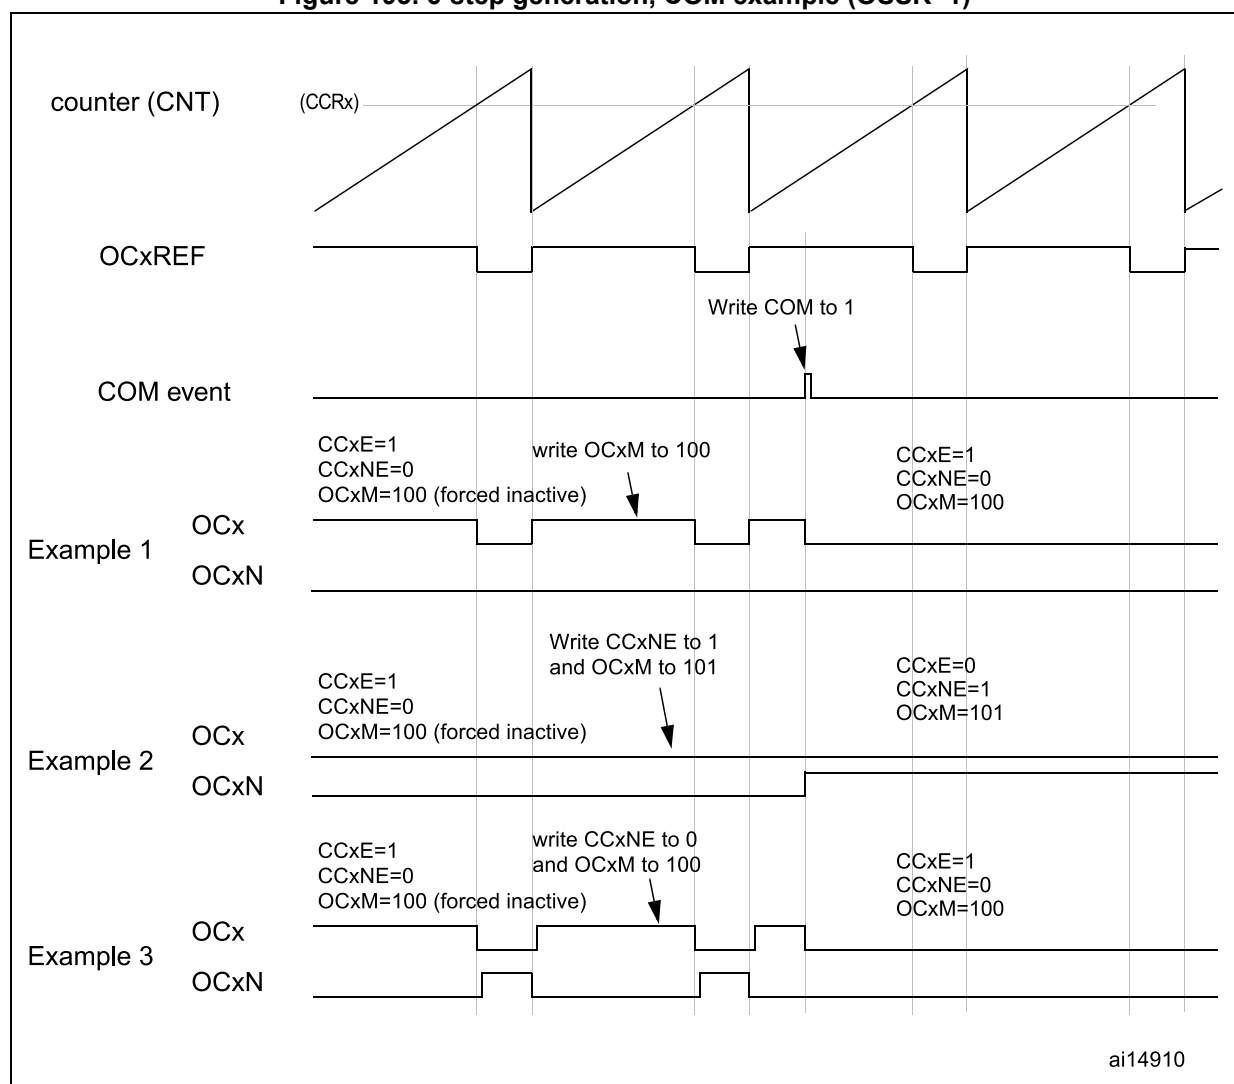 counter (CNT)
(CCRx)
OCxREF
Write COM to 1
COM event
CCxE=1
CCxNE=0
OCxM=100 (forced inactive)
write OCxM to 100
CCxE=1
CCxNE=0
OCxM=100
OCx
Example 1
OCxN
Write CCxNE to 1
and OCxM to 101
CCxE=1
CCxNE=0
OCxM=100 (forced inactive)
CCxE=0
CCxNE=1
OCxM=101
OCx
Example 2
OCxN
write CCxNE to 0
and OCxM to 100
CCxE=1
CCxNE=0
OCxM=100 (forced inactive)
CCxE=1
CCxNE=0
OCxM=100
OCx
Example 3
OCxN
ai14910